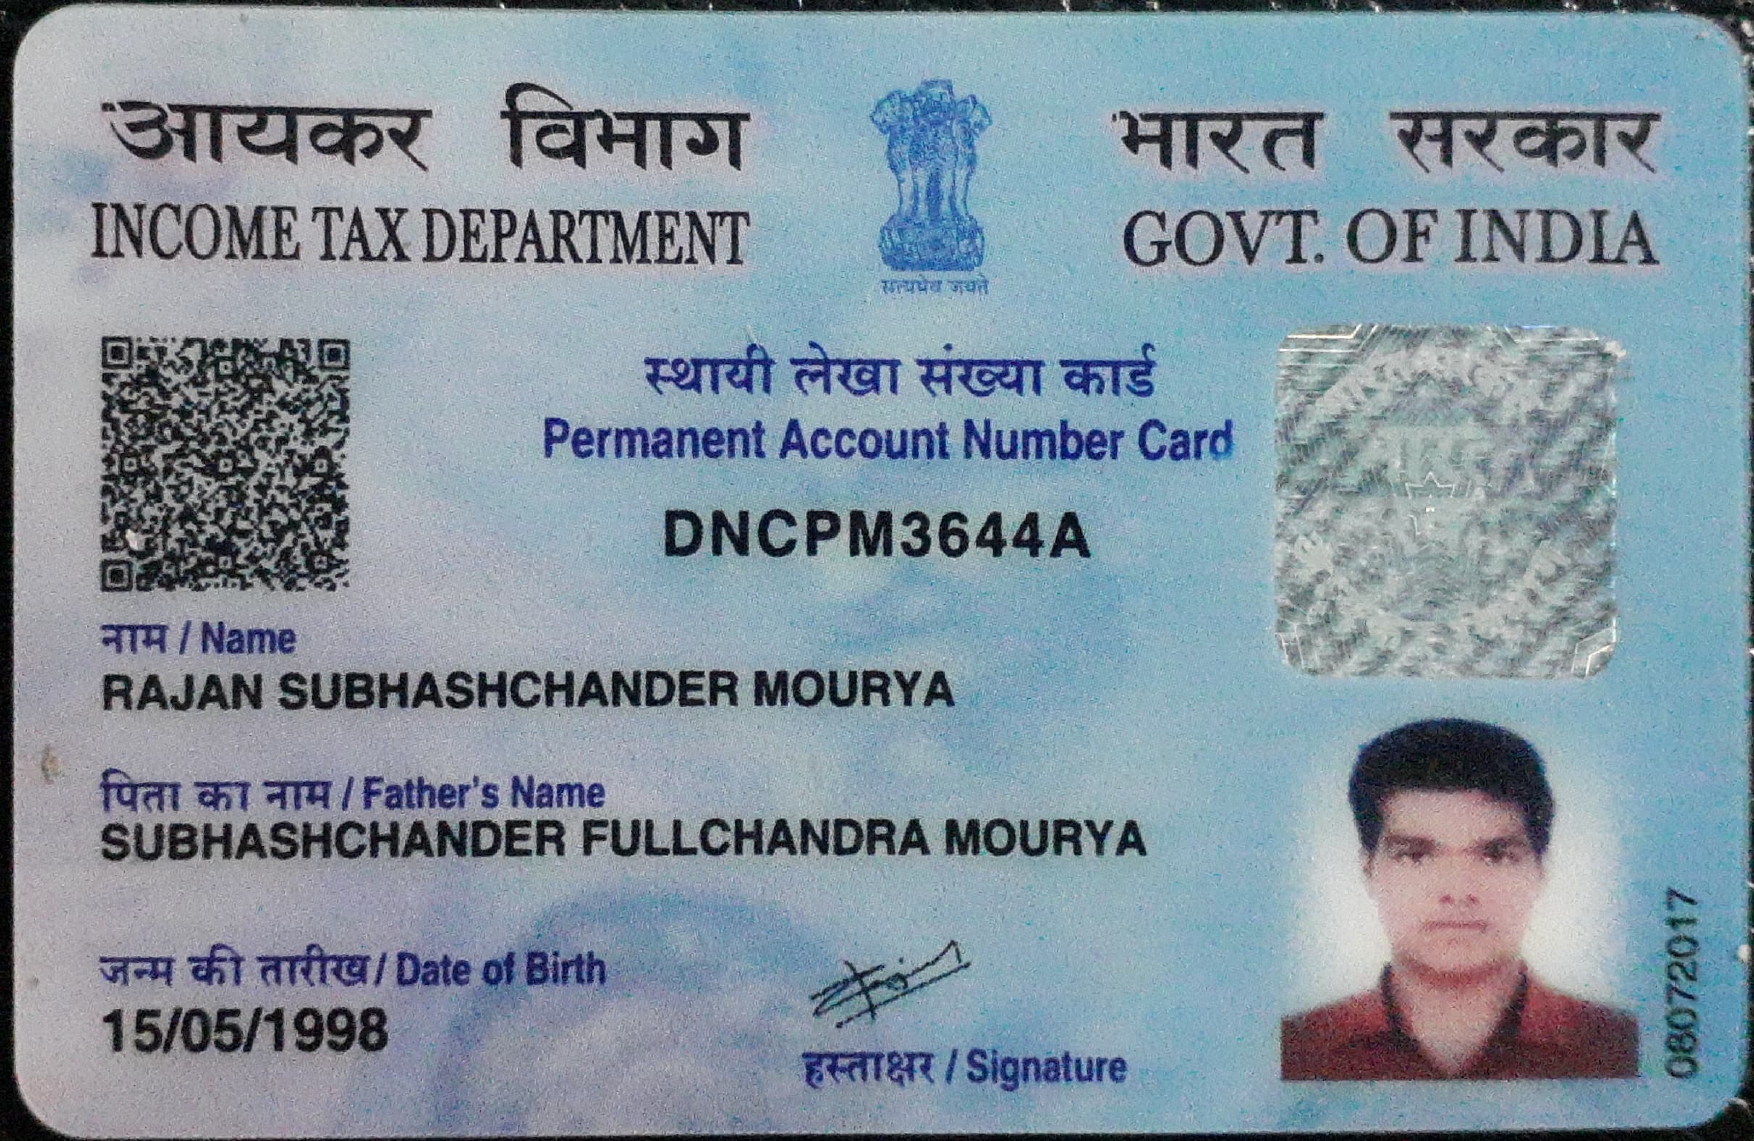 आयकर विभाग
INCOME TAX DEPARTMENT
भारत सरकार
GOVT. OF INDIA
सत्यमेव जयते
स्थायी लेखा संख्या कार्ड
Permanent Account Number Card
DNCPM3644A
नाम / Name
RAJAN SUBHASHCHANDER MOURYA
पिता का नाम / Father's Name
SUBHASHCHANDER FULLCHANDRA MOURYA
जन्म की तारीख / Date of Birth
15/05/1998
हस्ताक्षर / Signature
08072017